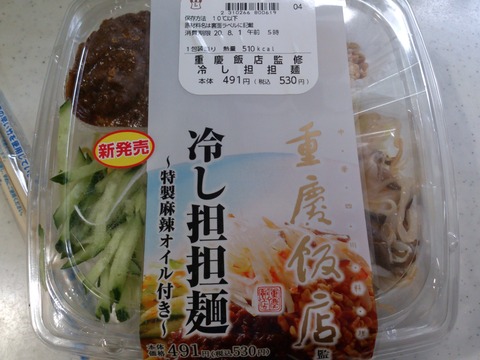 2310266800619
04
保存方法 10℃以下
消費期限 20.8.1 午前 5時
1包装当り 熱量 510kcal
重慶飯店監修
冷し担担麺
本体 491円(税込 530円)
新発売
冷し担担麺
~特製麻辣オイル付き~
重慶飯店監
本体価格491円(税込530円)